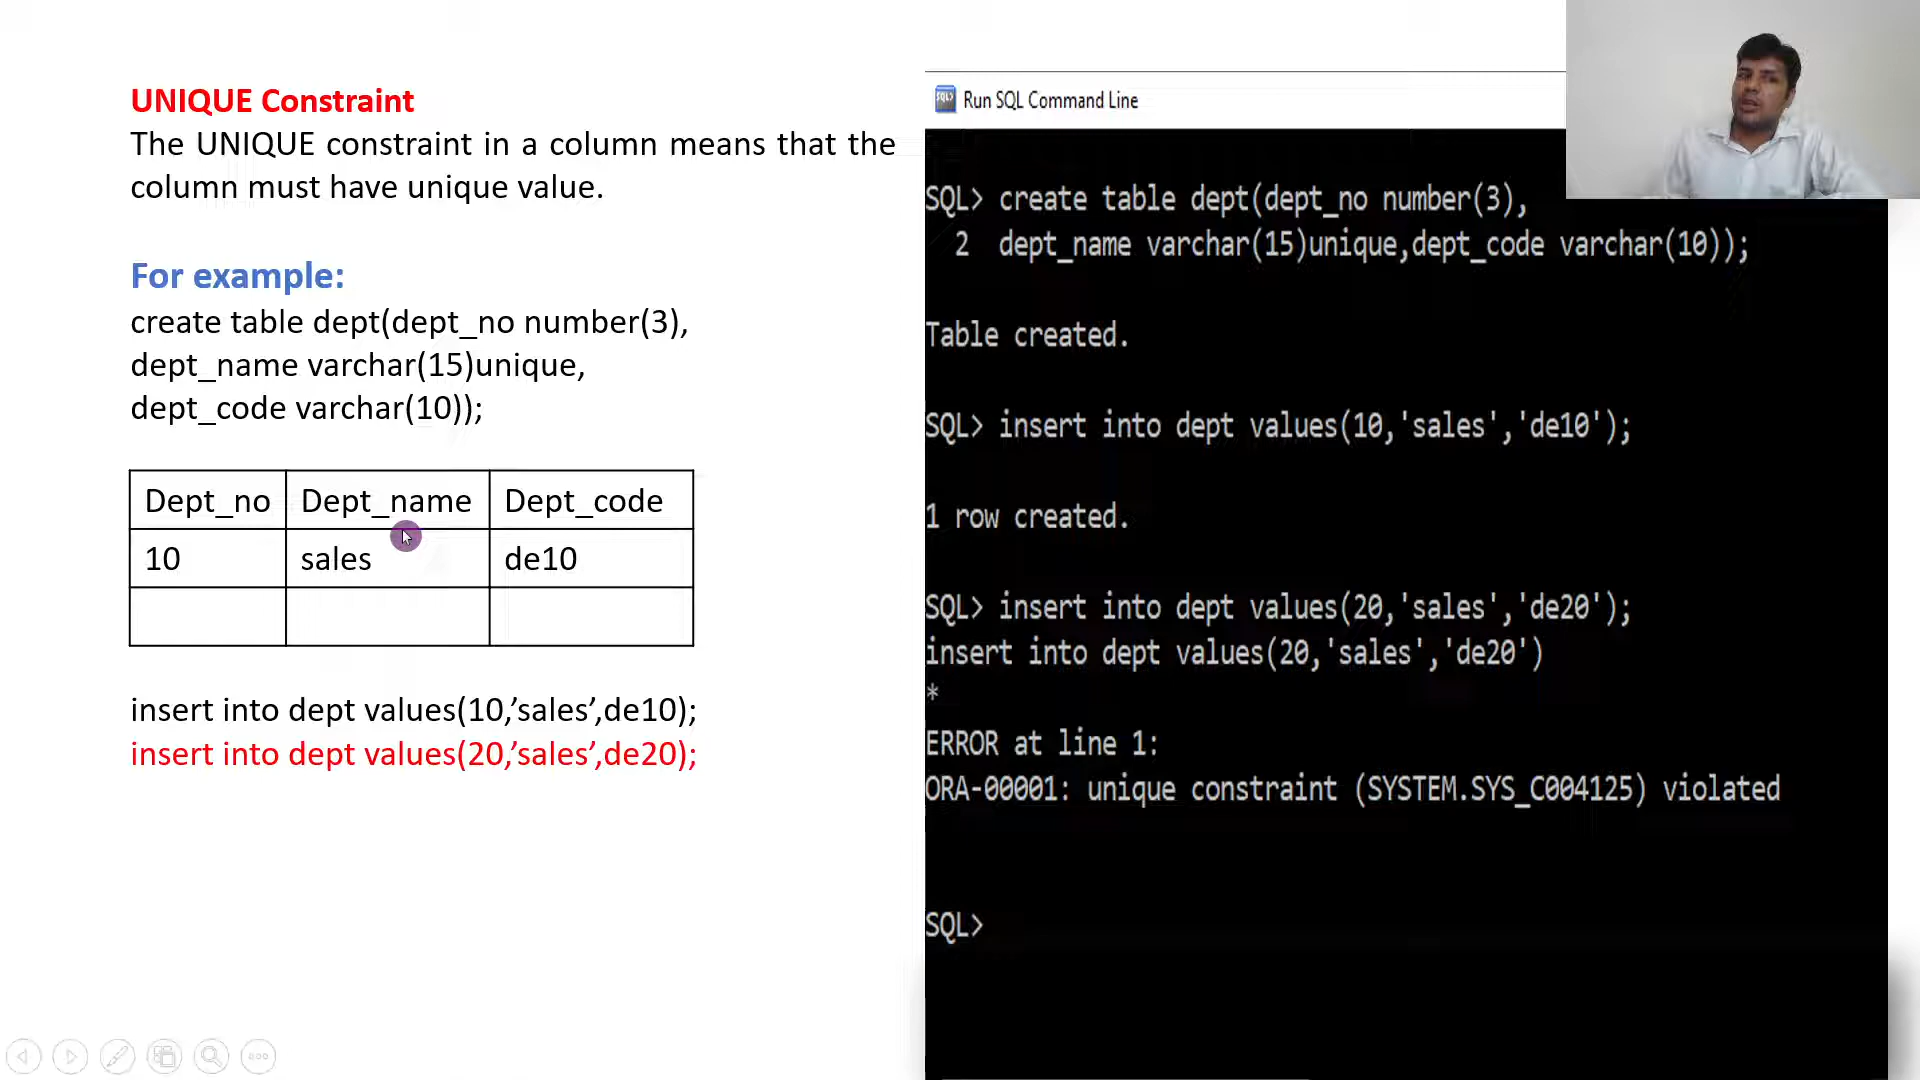 UNIQUE Constraint
The UNIQUE constraint in a column means that the
column must have unique value.
For example:
create table dept(dept_no number(3),
dept_name varchar(15)unique,
dept_code varchar(10));
Dept_no Dept_name Dept_code
10 sales de10
insert into dept values(10,’sales’,de10);
insert into dept values(20,’sales’,de20);
Run SQL Command Line
SQL> create table dept(dept_no number(3),
2 dept_name varchar(15)unique,dept_code varchar(10));
Table created.
SQL> insert into dept values(10,'sales','de10');
1 row created.
SQL> insert into dept values(20,'sales','de20');
insert into dept values(20,'sales','de20')
*
ERROR at line 1:
ORA-00001: unique constraint (SYSTEM.SYS_C004125) violated
SQL>